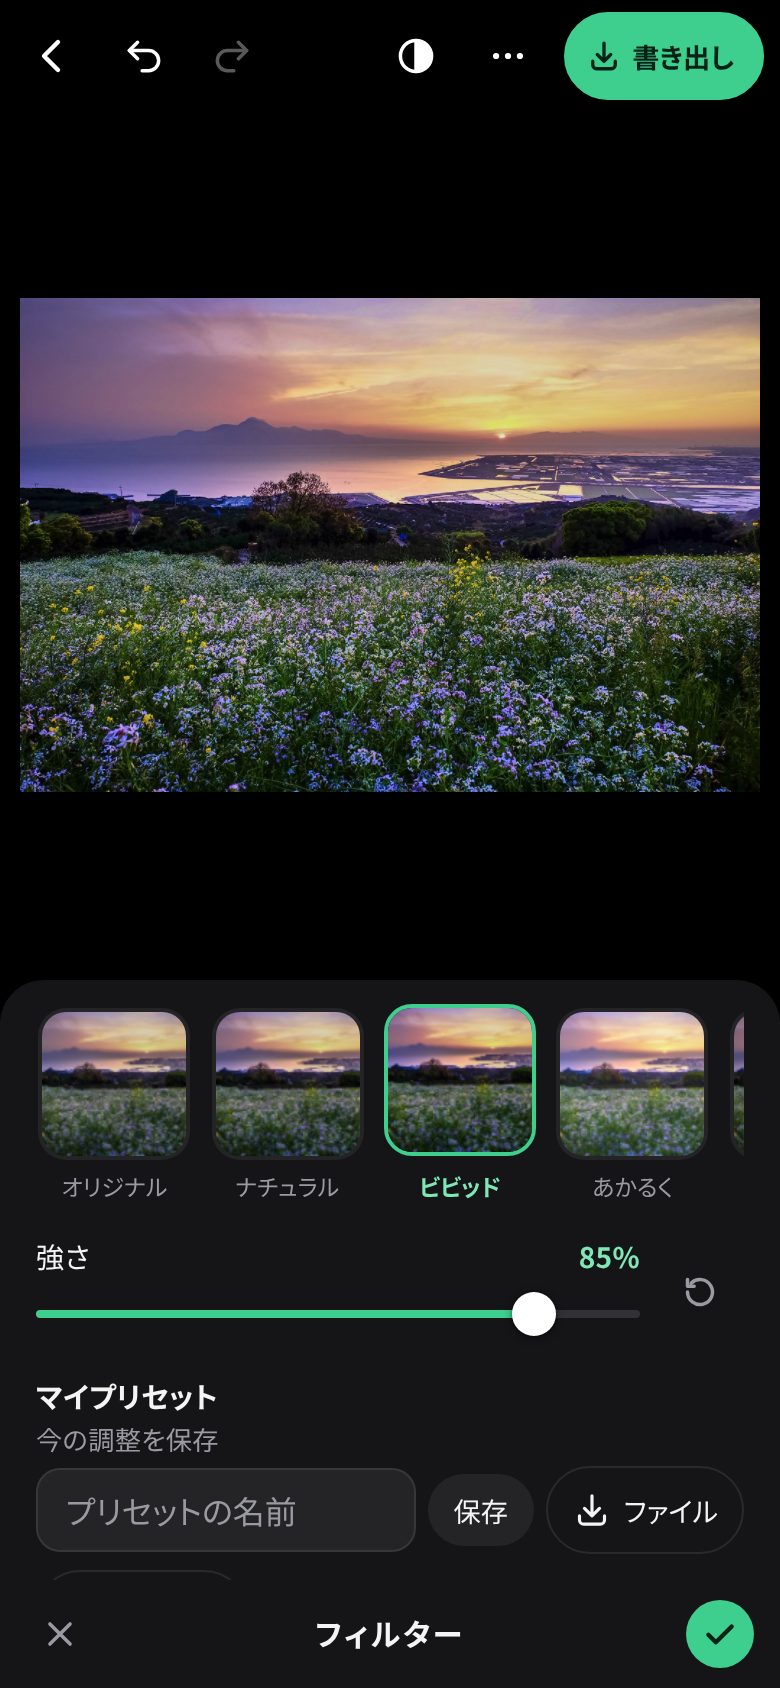 書き出し
オリジナル
ナチュラル
ビビッド
あかるく
強さ
85%
マイプリセット
今の調整を保存
プリセットの名前
保存
ファイル
フィルター